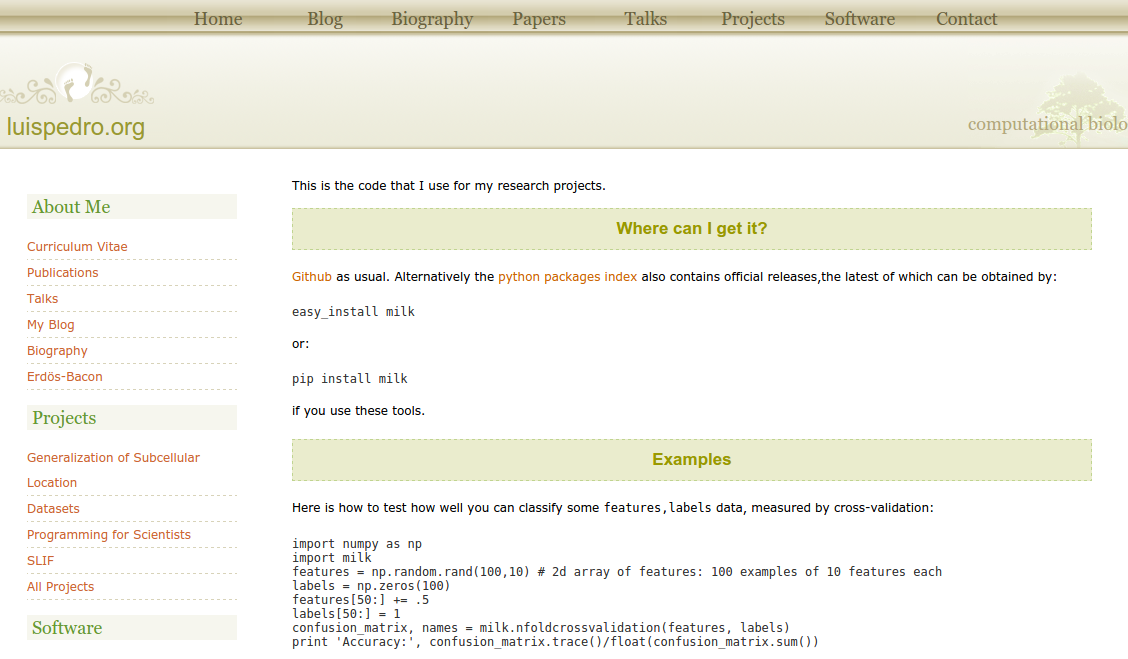 Home Blog Biography Papers Talks Projects Software Contact
luispedro.org
computational biolo
About Me
Curriculum Vitae
Publications
Talks
My Blog
Biography
Erdös-Bacon
Projects
Generalization of Subcellular
Location
Datasets
Programming for Scientists
SLIF
All Projects
Software
This is the code that I use for my research projects.
Where can I get it?
Github as usual. Alternatively the python packages index also contains official releases,the latest of which can be obtained by:
easy_install milk
or:
pip install milk
if you use these tools.
Examples
Here is how to test how well you can classify some features,labels data, measured by cross-validation:
import numpy as np
import milk
features = np.random.rand(100,10) # 2d array of features: 100 examples of 10 features each
labels = np.zeros(100)
features[50:] += .5
labels[50:] = 1
confusion_matrix, names = milk.nfoldcrossvalidation(features, labels)
print 'Accuracy:', confusion_matrix.trace()/float(confusion_matrix.sum())